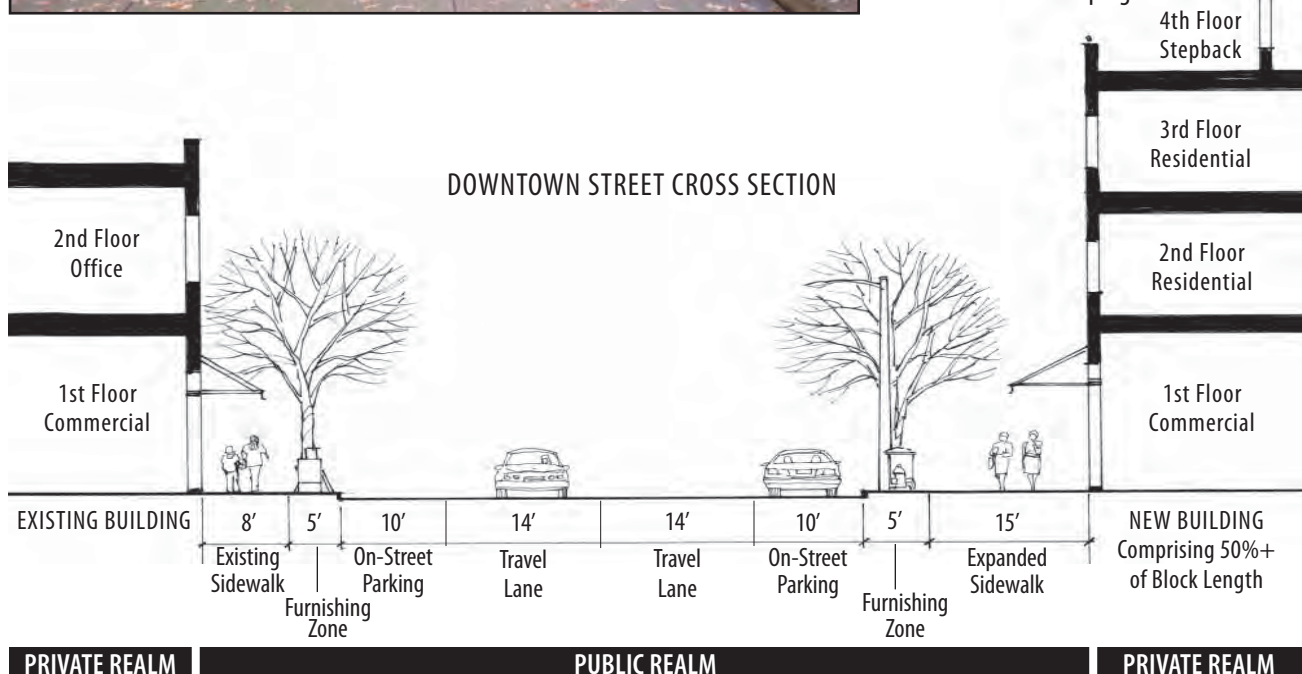 4th Floor
Stepback
3rd Floor
Residential
DOWNTOWN STREET CROSS SECTION
2nd Floor
Office
2nd Floor
Residential
1st Floor
Commercial
1st Floor
Commercial
EXISTING BUILDING
8′
5′
10′
14′
14′
10′
5′
15′
NEW BUILDING
Comprising 50%+
of Block Length
Existing
Sidewalk
Furnishing
Zone
On-Street
Parking
Travel
Lane
Travel
Lane
On-Street
Parking
Furnishing
Zone
Expanded
Sidewalk
PRIVATE REALM
PUBLIC REALM
PRIVATE REALM